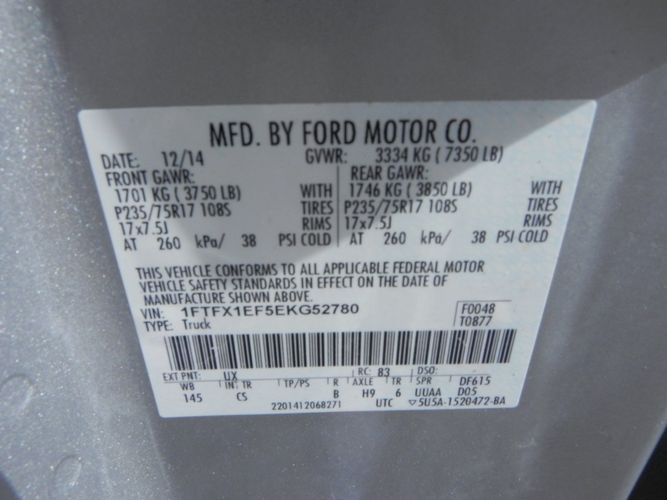 MFD. BY FORD MOTOR CO.
DATE: 12/14 GVWR: 3334 KG ( 7350 LB)
FRONT GAWR: REAR GAWR:
1701 KG ( 3750 LB) WITH 1746 KG ( 3850 LB) WITH
P235/75R17 108S TIRES P235/75R17 108S TIRES
17x7.5J RIMS 17x7.5J RIMS
AT 260 kPa/ 38 PSI COLD AT 260 kPa/ 38 PSI COLD
THIS VEHICLE CONFORMS TO ALL APPLICABLE FEDERAL MOTOR
VEHICLE SAFETY STANDARDS IN EFFECT ON THE DATE OF
MANUFACTURE SHOWN ABOVE.
VIN: 1FTFX1EF5EKG52780 F0048
TYPE: Truck T0877
EXT PNT: UX RC: 83 DSO:
WB INT TR TP/PS R AXLE TR SPR DF615
145 CS B H9 6 UUAA D05
2201412068271 UTC ▽5U5A-1520472-BA